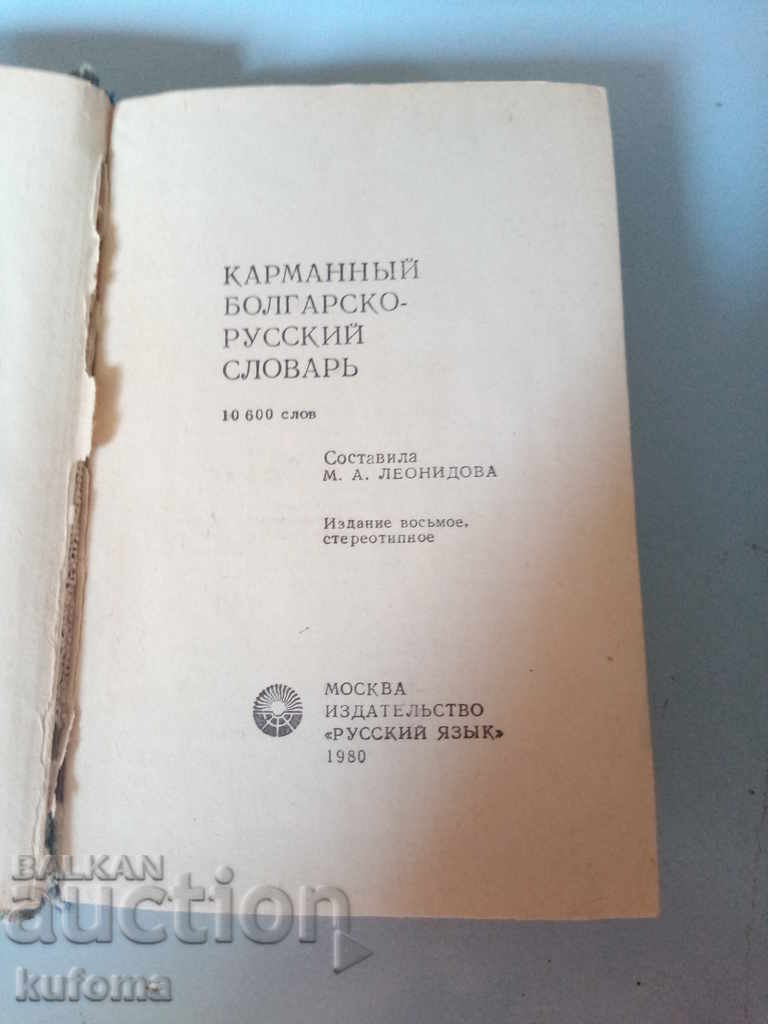 КАРМАННЫЙ
БОЛГАРСКО-
РУССКИЙ
СЛОВАРЬ
10 600 слов
Составила
М. А. ЛЕОНИДОВА
Издание восьмое,
стереотипное
МОСКВА
ИЗДАТЕЛЬСТВО
«РУССКИЙ ЯЗЫК»
1980
BALKAN
auction
kufoma